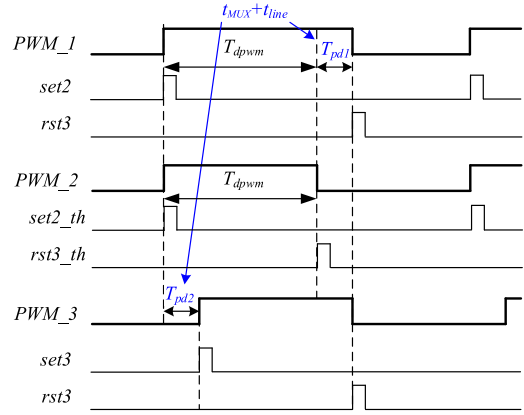 t_MUX+t_line
PWM_1
T_dpwm
T_pd1
set2
rst3
PWM_2
T_dpwm
set2_th
rst3_th
T_pd2
PWM_3
set3
rst3